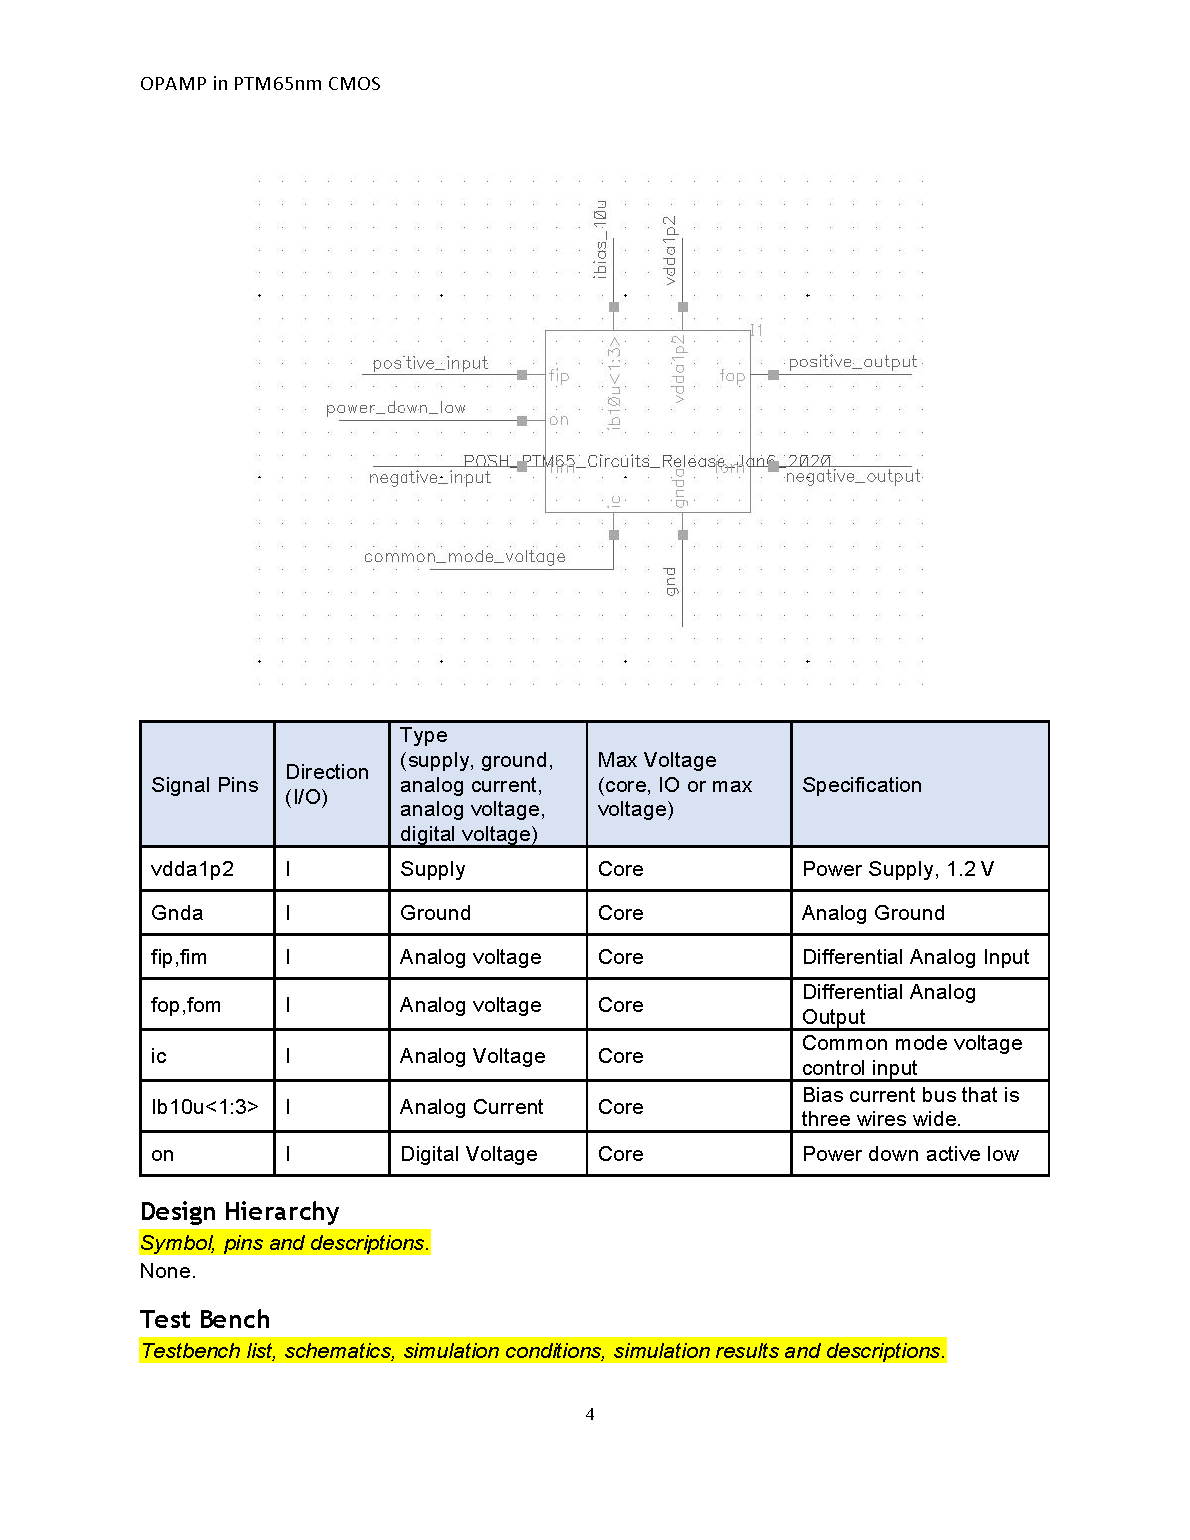 OPAMP in PTM65nm CMOS
ibias_10u
vdda1p2
I1
positive_input
fip
ib10u<1:3>
vdda1p2
fop
positive_output
power_down_low
on
POSH_PTM65_Circuits_Release_Jan6_2020
negative_input
negative_output
ic
gnda
common_mode_voltage
gnd
Signal Pins
Direction
(I/O)
Type
(supply, ground,
analog current,
analog voltage,
digital voltage)
Max Voltage
(core, IO or max
voltage)
Specification
vdda1p2 I Supply Core Power Supply, 1.2 V
Gnda I Ground Core Analog Ground
fip,fim I Analog voltage Core Differential Analog Input
fop,fom I Analog voltage Core Differential Analog
Output
ic I Analog Voltage Core Common mode voltage
control input
Ib10u<1:3> I Analog Current Core Bias current bus that is
three wires wide.
on I Digital Voltage Core Power down active low
Design Hierarchy
Symbol, pins and descriptions.
None.
Test Bench
Testbench list, schematics, simulation conditions, simulation results and descriptions.
4